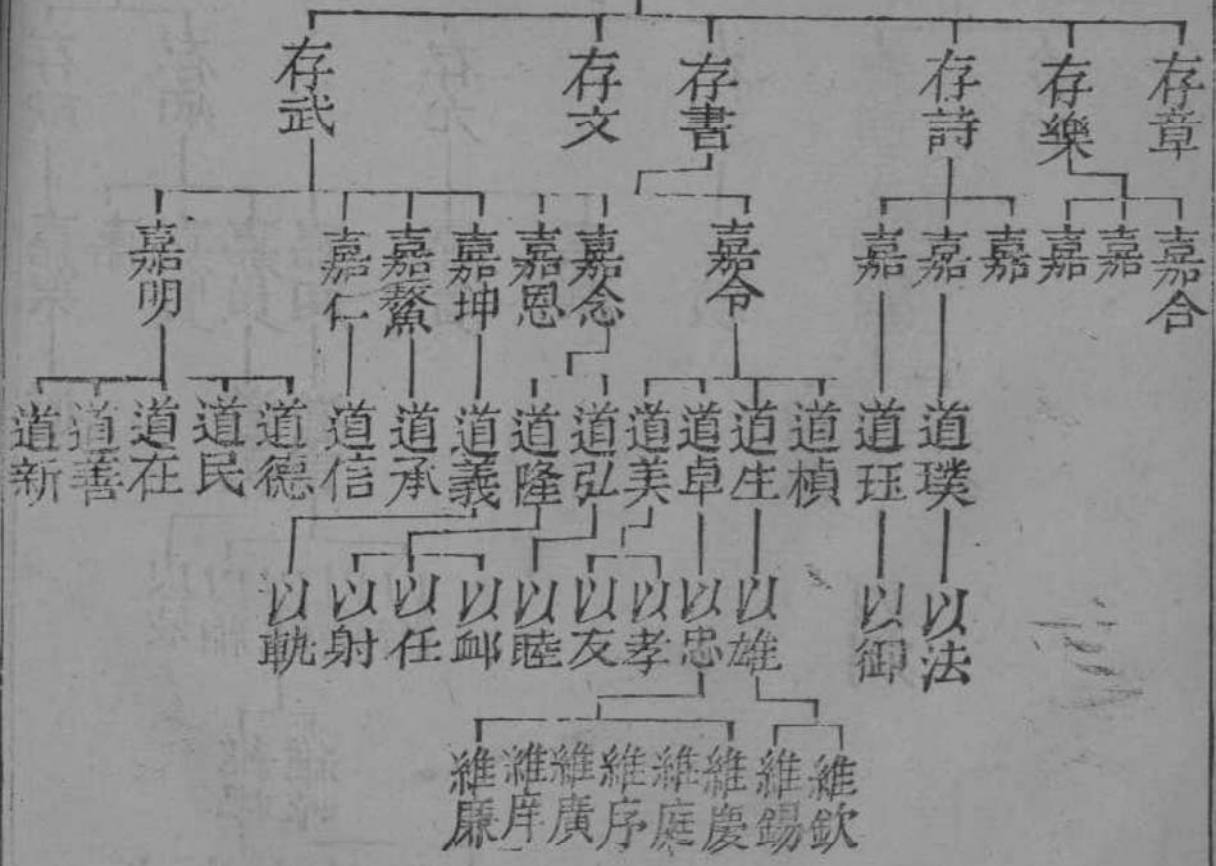 存章 存樂 存詩 存書 存文 存武
嘉合 嘉 嘉 嘉 嘉 嘉 嘉令 嘉念 嘉恩 嘉坤 嘉鰲 嘉仁 嘉明
道璞 道珏 道楨 道生 道卓 道美 道弘 道隆 道義 道承 道信 道德 道民 道在 道善 道新
以法 以御 以雄 以忠 以孝 以友 以睦 以䘏 以任 以射 以軌
維欽 維錫 維慶 維庭 維序 維廣 維庠 維廉